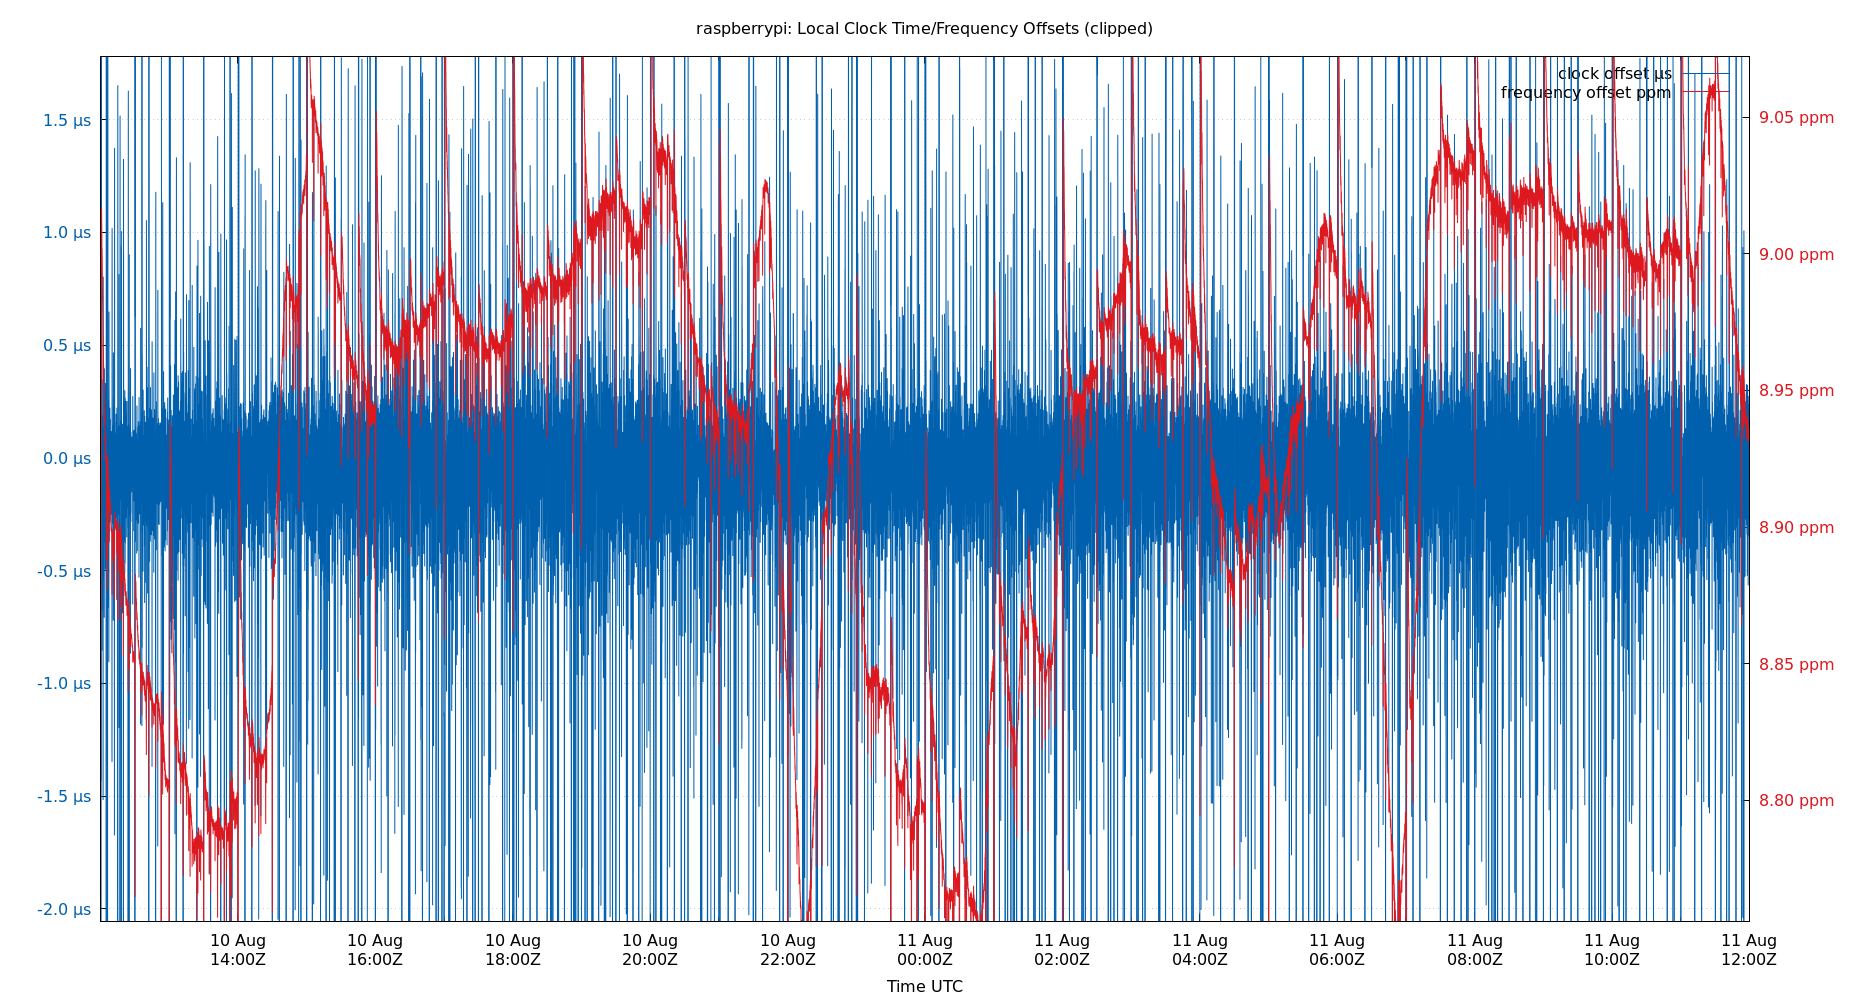 raspberrypi: Local Clock Time/Frequency Offsets (clipped)
clock offset µs
frequency offset ppm
1.5 µs
1.0 µs
0.5 µs
0.0 µs
-0.5 µs
-1.0 µs
-1.5 µs
-2.0 µs
9.05 ppm
9.00 ppm
8.95 ppm
8.90 ppm
8.85 ppm
8.80 ppm
10 Aug
14:00Z
10 Aug
16:00Z
10 Aug
18:00Z
10 Aug
20:00Z
10 Aug
22:00Z
11 Aug
00:00Z
11 Aug
02:00Z
11 Aug
04:00Z
11 Aug
06:00Z
11 Aug
08:00Z
11 Aug
10:00Z
11 Aug
12:00Z
Time UTC